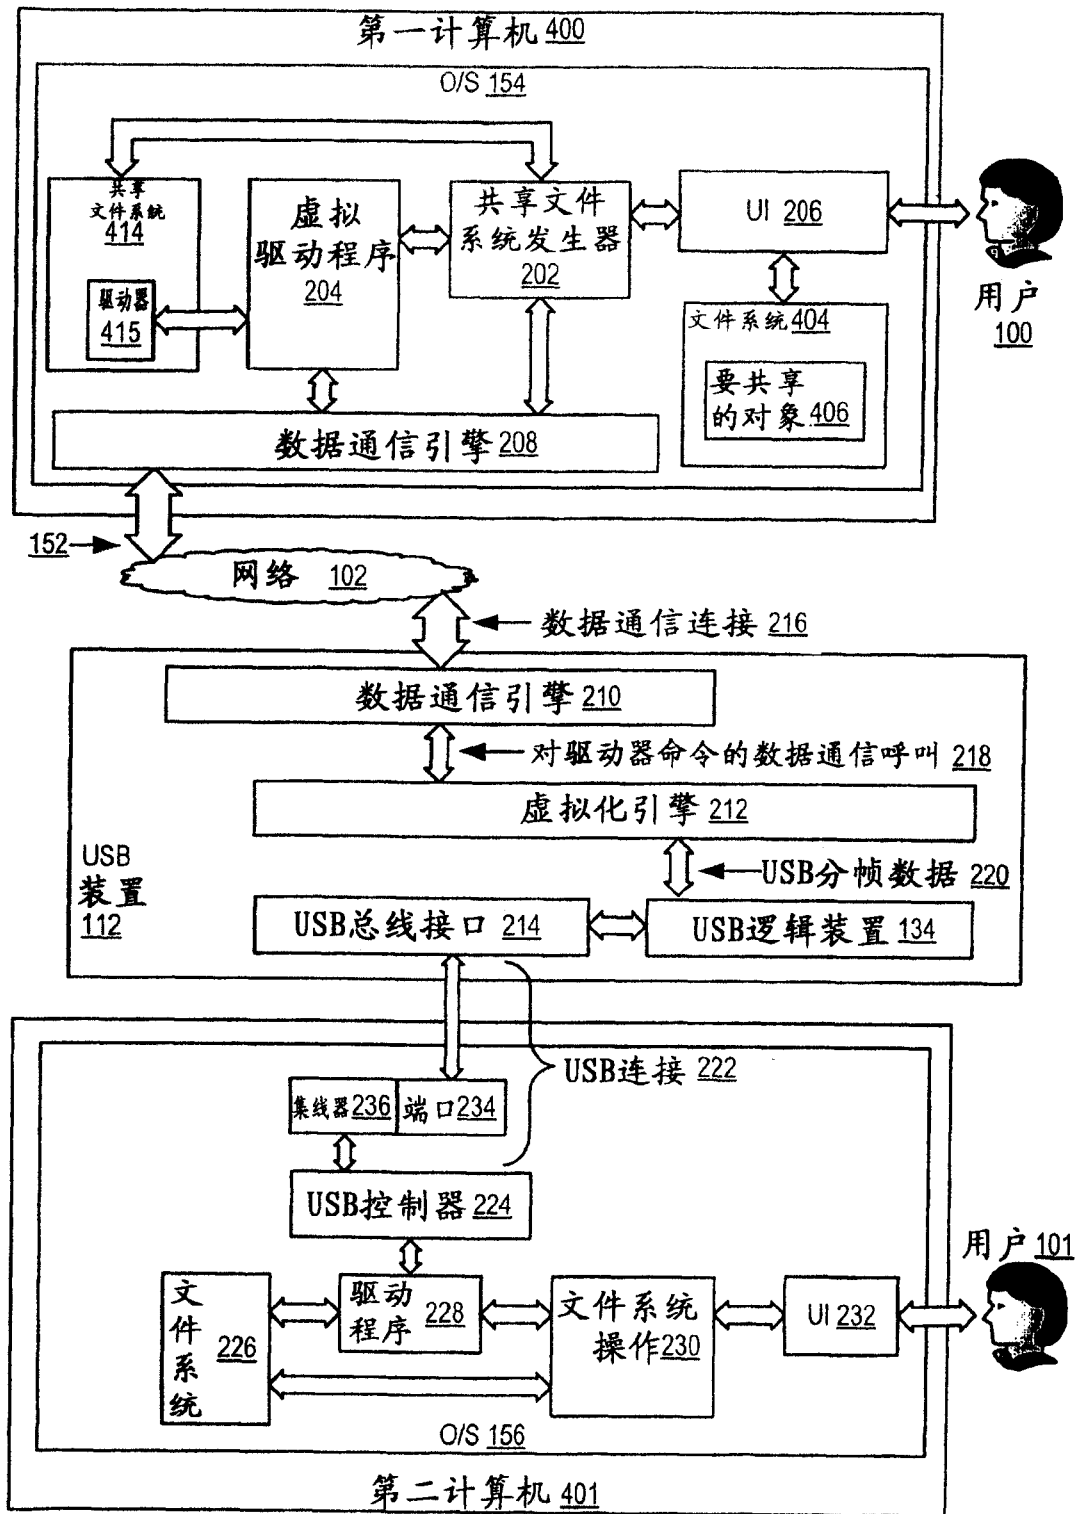 第一计算机 400
O/S 154
共享
文件系统
414
驱动器
415
虚拟
驱动程序
204
共享文件
系统发生器
202
UI 206
用户
100
文件系统 404
要共享
的对象 406
数据通信引擎 208
152
网络 102
数据通信连接 216
数据通信引擎 210
对驱动器命令的数据通信呼叫 218
虚拟化引擎 212
USB
装置
112
USB分帧数据 220
USB总线接口 214
USB逻辑装置 134
USB连接 222
集线器 236
端口 234
USB控制器 224
用户 101
文件系统
226
驱动
程序
228
文件系统
操作 230
UI 232
O/S 156
第二计算机 401